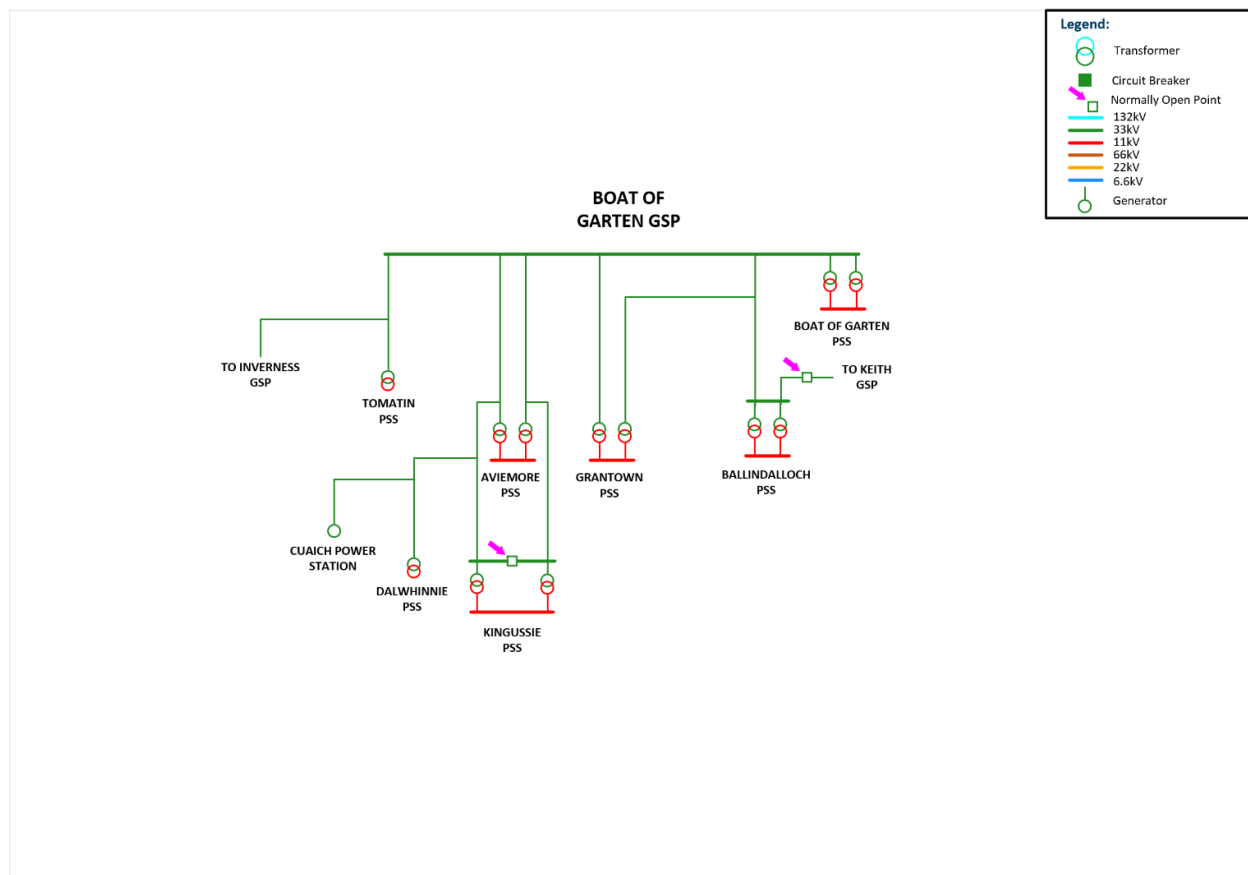 Legend:
Transformer
Circuit Breaker
Normally Open Point
132kV
33kV
11kV
66kV
22kV
6.6kV
Generator
BOAT OF
GARTEN GSP
BOAT OF GARTEN
PSS
TO INVERNESS
GSP
TO KEITH
GSP
TOMATIN
PSS
AVIEMORE
PSS
GRANTOWN
PSS
BALLINDALLOCH
PSS
CUAICH POWER
STATION
DALWHINNIE
PSS
KINGUSSIE
PSS